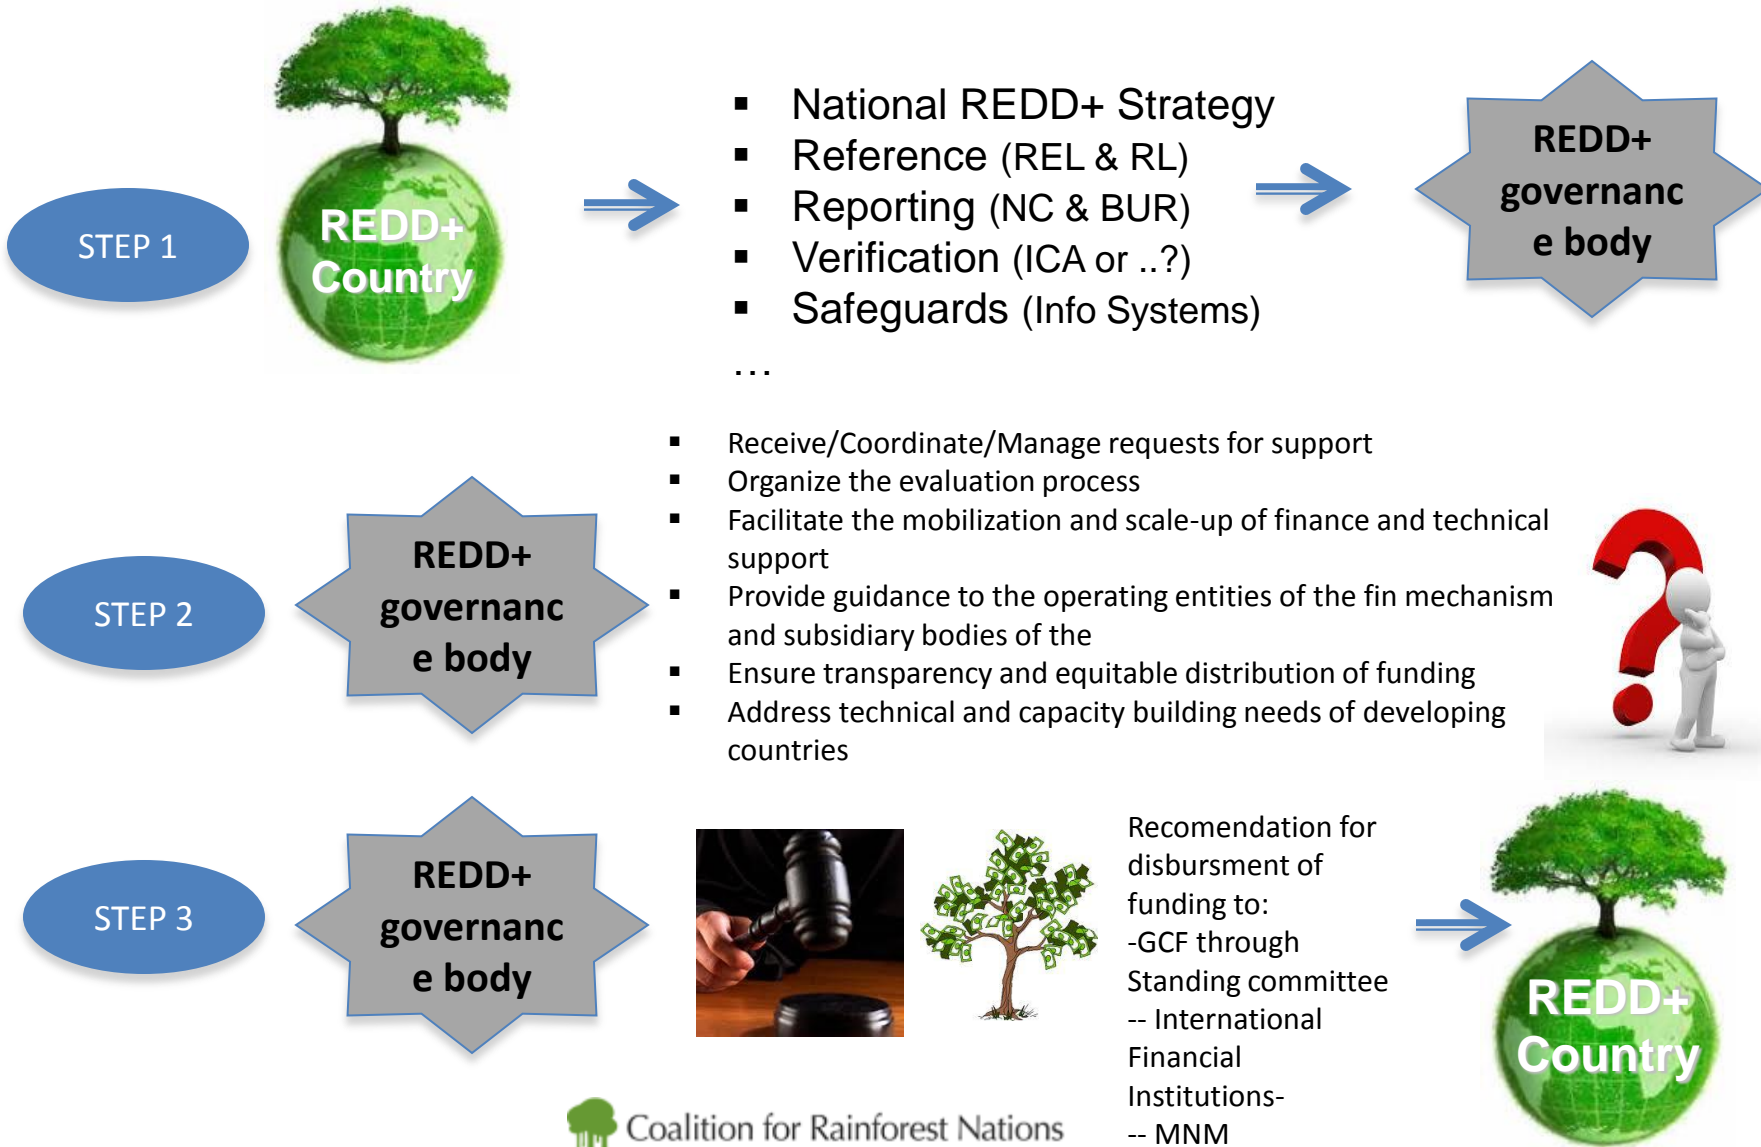 STEP 1
REDD+
Country
▪ National REDD+ Strategy
▪ Reference (REL & RL)
▪ Reporting (NC & BUR)
▪ Verification (ICA or ..?)
▪ Safeguards (Info Systems)
…
REDD+
governanc
e body
STEP 2
REDD+
governanc
e body
▪ Receive/Coordinate/Manage requests for support
▪ Organize the evaluation process
▪ Facilitate the mobilization and scale-up of finance and technical
support
▪ Provide guidance to the operating entities of the fin mechanism
and subsidiary bodies of the
▪ Ensure transparency and equitable distribution of funding
▪ Address technical and capacity building needs of developing
countries
STEP 3
REDD+
governanc
e body
Recomendation for
disbursment of
funding to:
-GCF through
Standing committee
-- International
Financial
Institutions-
-- MNM
REDD+
Country
Coalition for Rainforest Nations